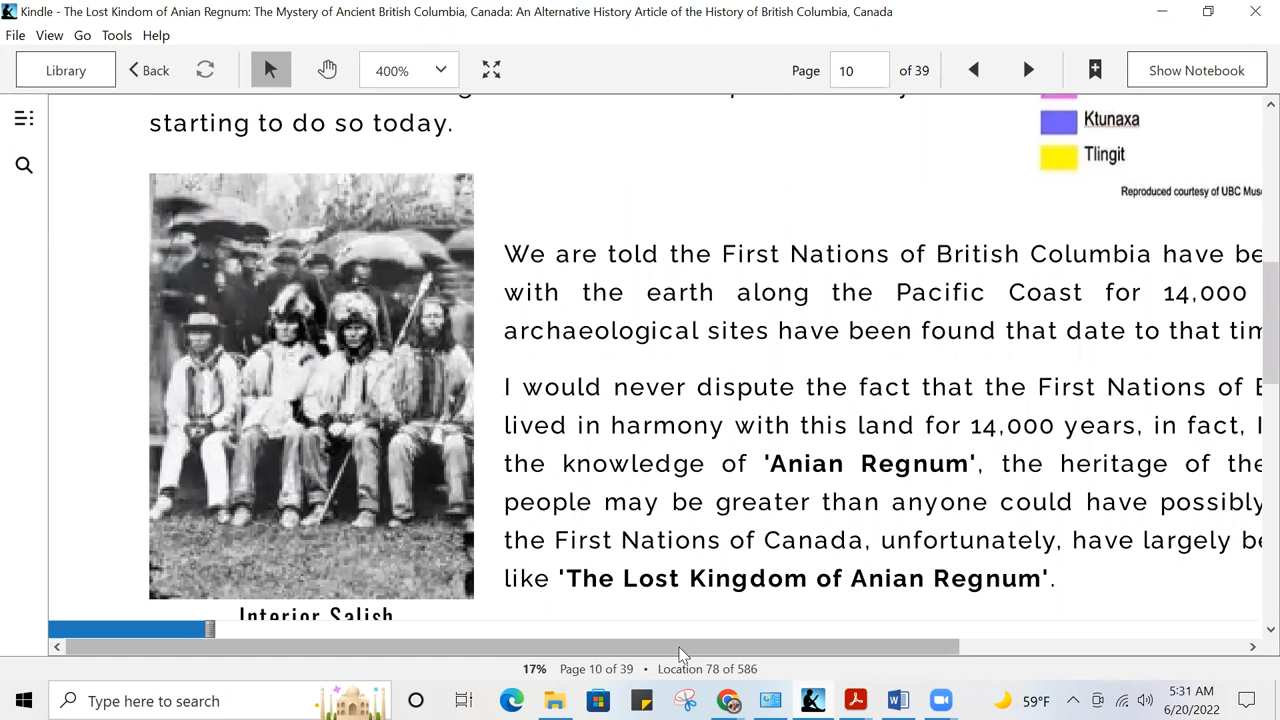 Kindle - The Lost Kindom of Anian Regnum: The Mystery of Ancient British Columbia, Canada: An Alternative History Article of the History of British Columbia, Canada
File View Go Tools Help
Library Back 400% Page 10 of 39 Show Notebook
starting to do so today.
Ktunaxa
Tlingit
Reproduced courtesy of UBC Mus
We are told the First Nations of British Columbia have be
with the earth along the Pacific Coast for 14,000
archaeological sites have been found that date to that tim
I would never dispute the fact that the First Nations of B
lived in harmony with this land for 14,000 years, in fact, I
the knowledge of 'Anian Regnum', the heritage of the
people may be greater than anyone could have possibly
the First Nations of Canada, unfortunately, have largely be
like 'The Lost Kingdom of Anian Regnum'.
Interior Salish
17% Page 10 of 39 • Location 78 of 586
Type here to search
59°F
5:31 AM
6/20/2022